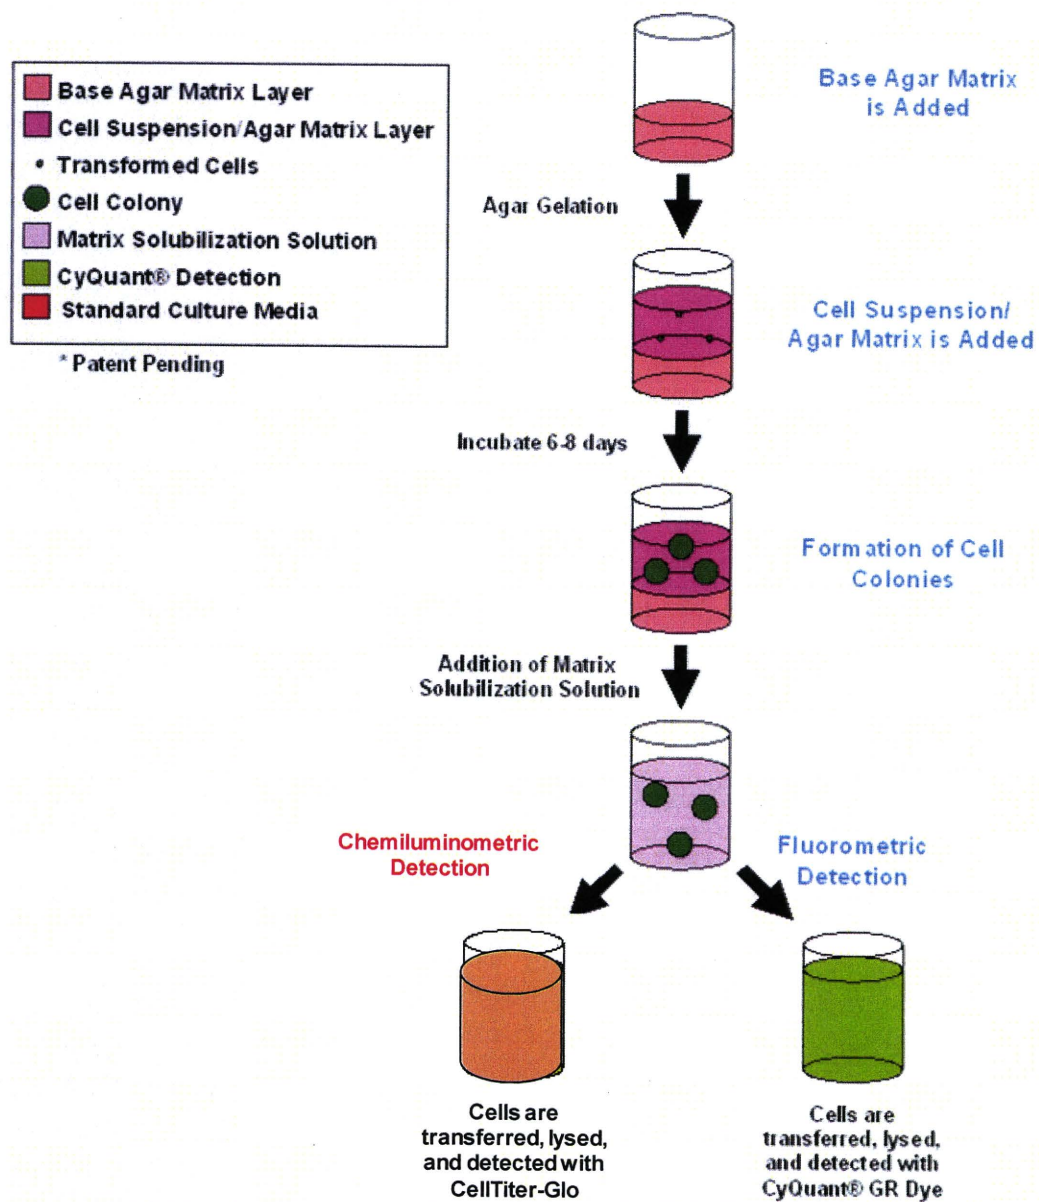 Base Agar Matrix Layer
Cell Suspension/Agar Matrix Layer
Transformed Cells
Cell Colony
Matrix Solubilization Solution
CyQuant® Detection
Standard Culture Media
* Patent Pending
Base Agar Matrix
is Added
Agar Gelation
Cell Suspension/
Agar Matrix is Added
Incubate 6-8 days
Formation of Cell
Colonies
Addition of Matrix
Solubilization Solution
Chemiluminometric
Detection
Fluorometric
Detection
Cells are
transferred, lysed,
and detected with
CellTiter-Glo
Cells are
transferred, lysed,
and detected with
CyQuant® GR Dye